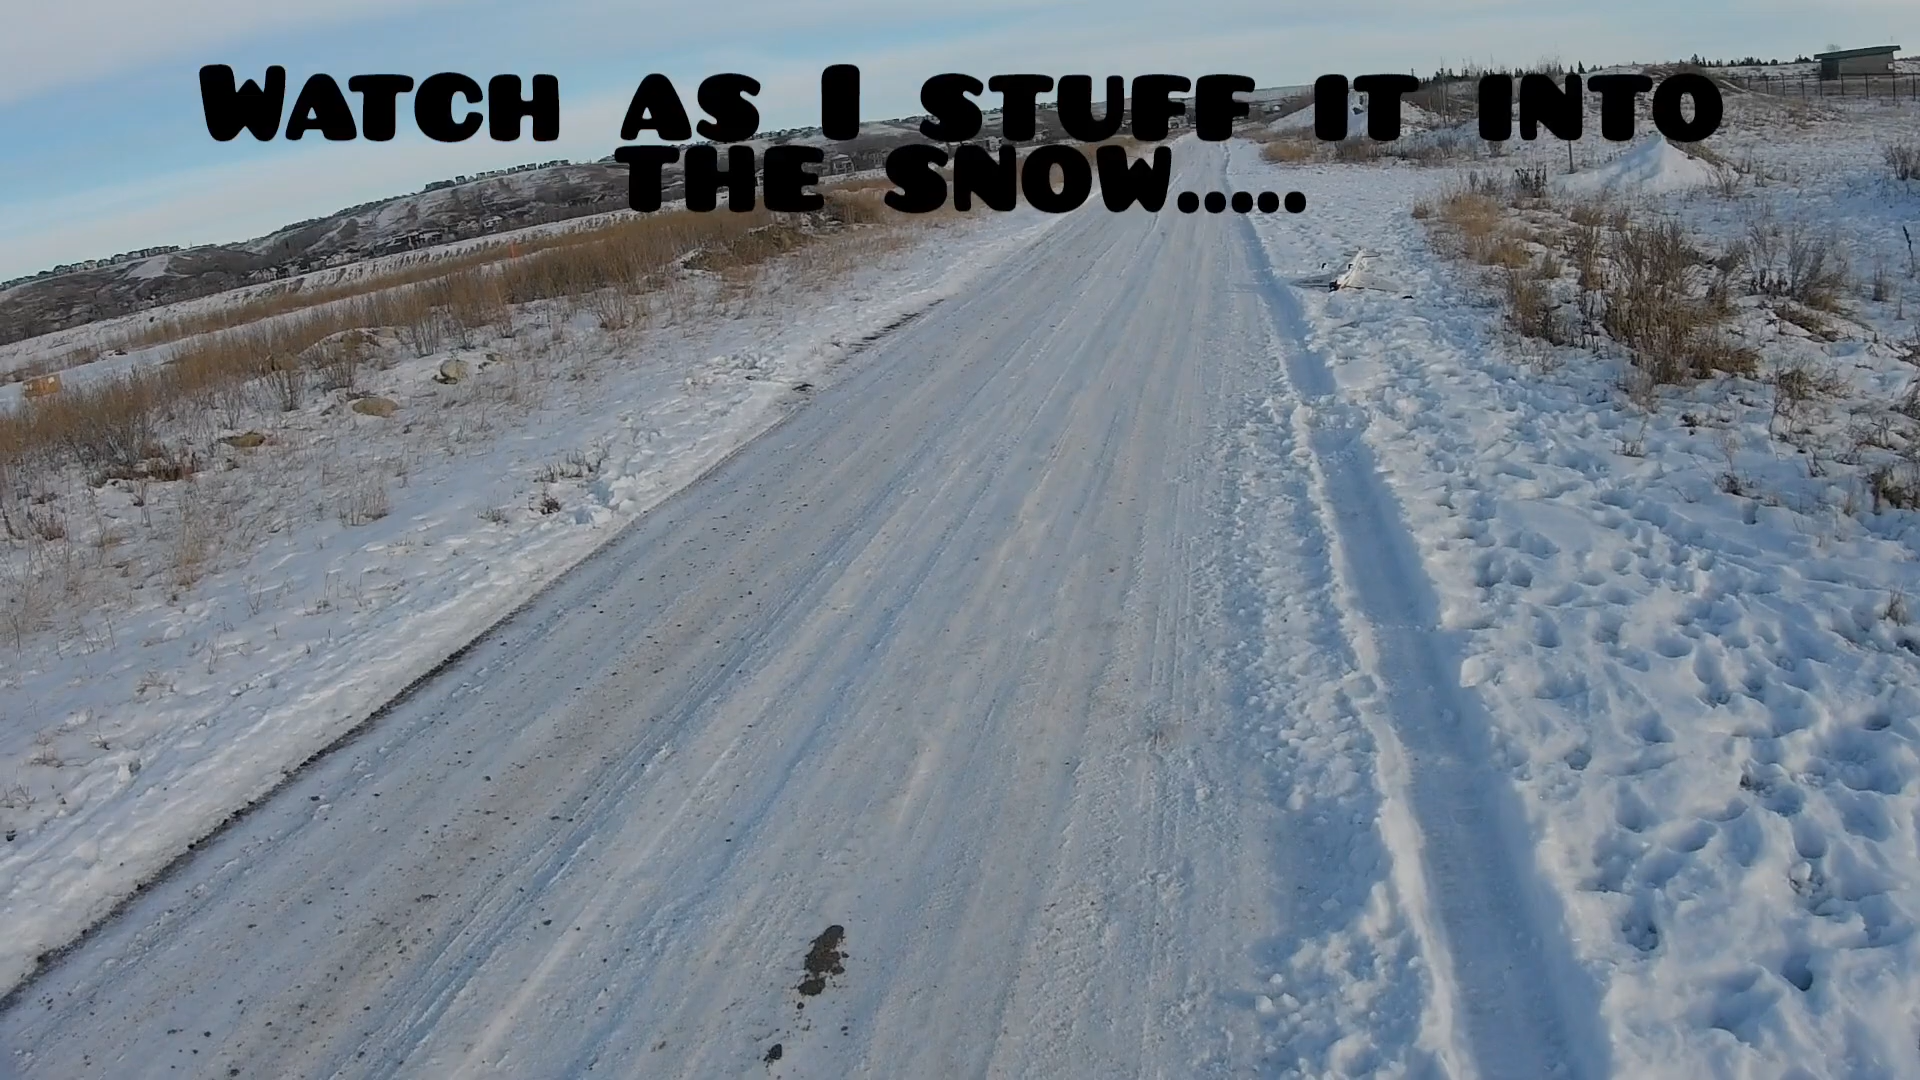 Watch as I stuff it into
the snow.....